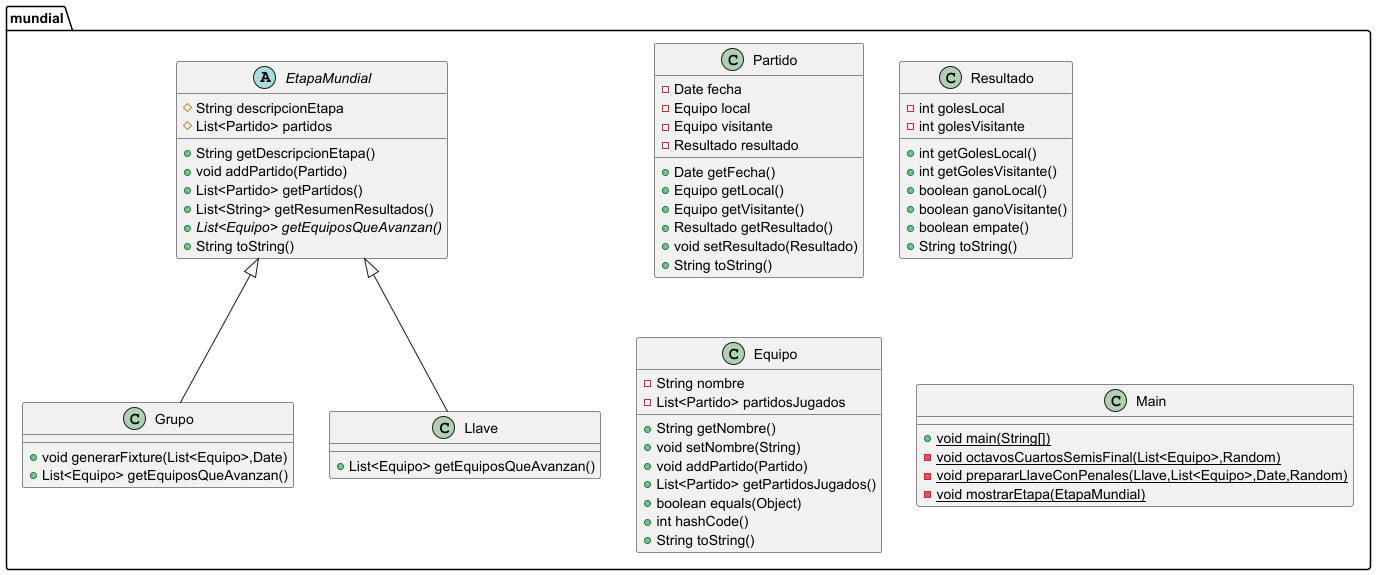 mundial
A EtapaMundial
String descripcionEtapa
List<Partido> partidos
String getDescripcionEtapa()
void addPartido(Partido)
List<Partido> getPartidos()
List<String> getResumenResultados()
List<Equipo> getEquiposQueAvanzan()
String toString()
C Partido
Date fecha
Equipo local
Equipo visitante
Resultado resultado
Date getFecha()
Equipo getLocal()
Equipo getVisitante()
Resultado getResultado()
void setResultado(Resultado)
String toString()
C Resultado
int golesLocal
int golesVisitante
int getGolesLocal()
int getGolesVisitante()
boolean ganoLocal()
boolean ganoVisitante()
boolean empate()
String toString()
C Grupo
void generarFixture(List<Equipo>,Date)
List<Equipo> getEquiposQueAvanzan()
C Llave
List<Equipo> getEquiposQueAvanzan()
C Equipo
String nombre
List<Partido> partidosJugados
String getNombre()
void setNombre(String)
void addPartido(Partido)
List<Partido> getPartidosJugados()
boolean equals(Object)
int hashCode()
String toString()
C Main
void main(String[])
void octavosCuartosSemisFinal(List<Equipo>,Random)
void prepararLlaveConPenales(Llave,List<Equipo>,Date,Random)
void mostrarEtapa(EtapaMundial)